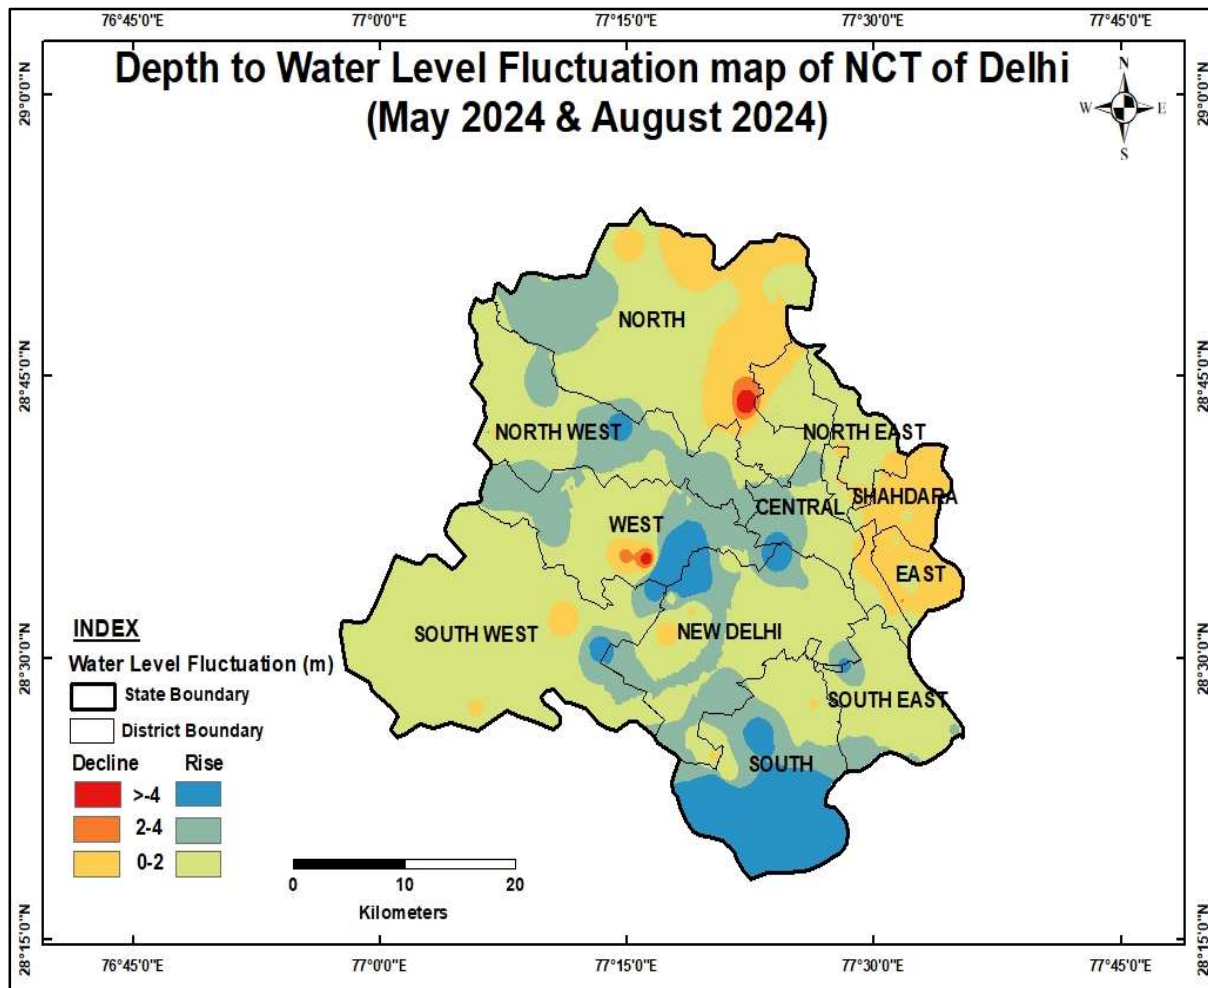 76°45'0"E 77°0'0"E 77°15'0"E 77°30'0"E 77°45'0"E
Depth to Water Level Fluctuation map of NCT of Delhi
(May 2024 & August 2024)
N
W E
S
29°0'0"N 29°0'0"N
28°45'0"N 28°45'0"N
28°30'0"N 28°30'0"N
28°15'0"N 28°15'0"N
NORTH
NORTH WEST
NORTH EAST
SHAHDARA
CENTRAL
WEST
EAST
SOUTH WEST
NEW DELHI
SOUTH EAST
SOUTH
INDEX
Water Level Fluctuation (m)
State Boundary
District Boundary
Decline Rise
>-4
2-4
0-2
0 10 20
Kilometers
76°45'0"E 77°0'0"E 77°15'0"E 77°30'0"E 77°45'0"E